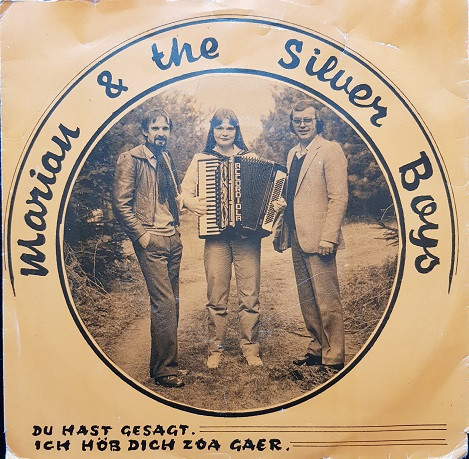 Marian & the Silver Boys
DU HAST GESAGT.
ICH HÖB DICH ZOA GAER.